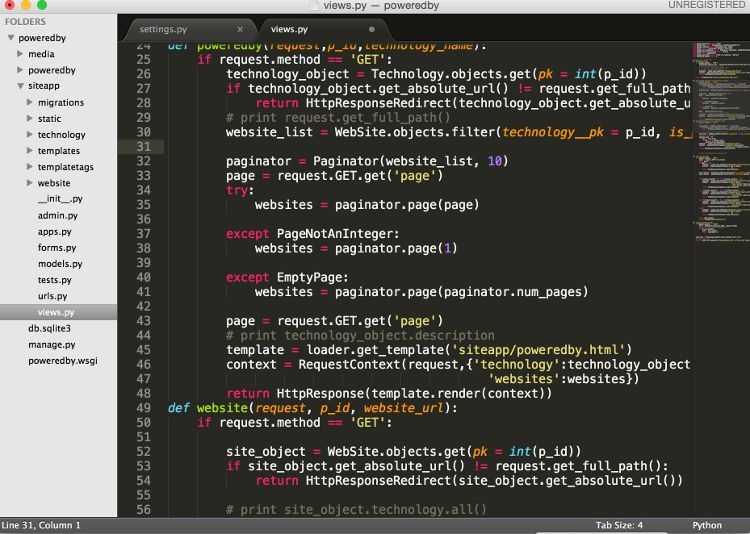 views.py — poweredby
UNREGISTERED
FOLDERS
poweredby
media
poweredby
siteapp
migrations
static
technology
templates
templatetags
website
__init__.py
admin.py
apps.py
forms.py
models.py
tests.py
urls.py
views.py
db.sqlite3
manage.py
poweredby.wsgi
settings.py × views.py
24 def poweredby(request,p_id,technology_name):
25 if request.method == 'GET':
26 technology_object = Technology.objects.get(pk = int(p_id))
27 if technology_object.get_absolute_url() != request.get_full_path
28 return HttpResponseRedirect(technology_object.get_absolute_u
29 # print request.get_full_path()
30 website_list = WebSite.objects.filter(technology__pk = p_id, is_
31
32 paginator = Paginator(website_list, 10)
33 page = request.GET.get('page')
34 try:
35 websites = paginator.page(page)
36
37 except PageNotAnInteger:
38 websites = paginator.page(1)
39
40 except EmptyPage:
41 websites = paginator.page(paginator.num_pages)
42
43 page = request.GET.get('page')
44 # print technology_object.description
45 template = loader.get_template('siteapp/poweredby.html')
46 context = RequestContext(request,{'technology':technology_object
47 'websites':websites})
48 return HttpResponse(template.render(context))
49 def website(request, p_id, website_url):
50 if request.method == 'GET':
51
52 site_object = WebSite.objects.get(pk = int(p_id))
53 if site_object.get_absolute_url() != request.get_full_path():
54 return HttpResponseRedirect(site_object.get_absolute_url())
55
56 # print site_object.technology.all()
Line 31, Column 1
Tab Size: 4
Python